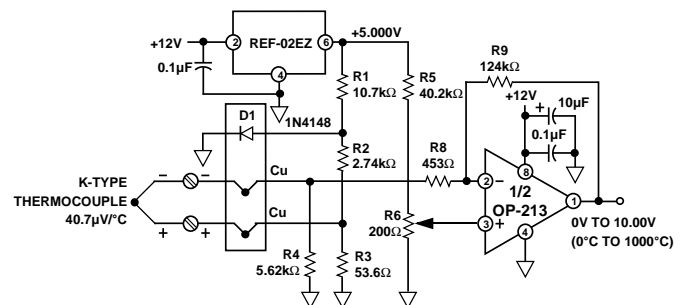 +12V
2
REF-02EZ
6
+5.000V
0.1µF
4
R1
10.7kΩ
R5
40.2kΩ
R9
124kΩ
+12V
+
10µF
0.1µF
D1
1N4148
R2
2.74kΩ
K-TYPE
THERMOCOUPLE
40.7µV/°C
–
–
Cu
+
+
Cu
R8
453Ω
8
2
–
1/2
OP-213
1
3
+
4
R6
200Ω
0V TO 10.00V
(0°C TO 1000°C)
R4
5.62kΩ
R3
53.6Ω